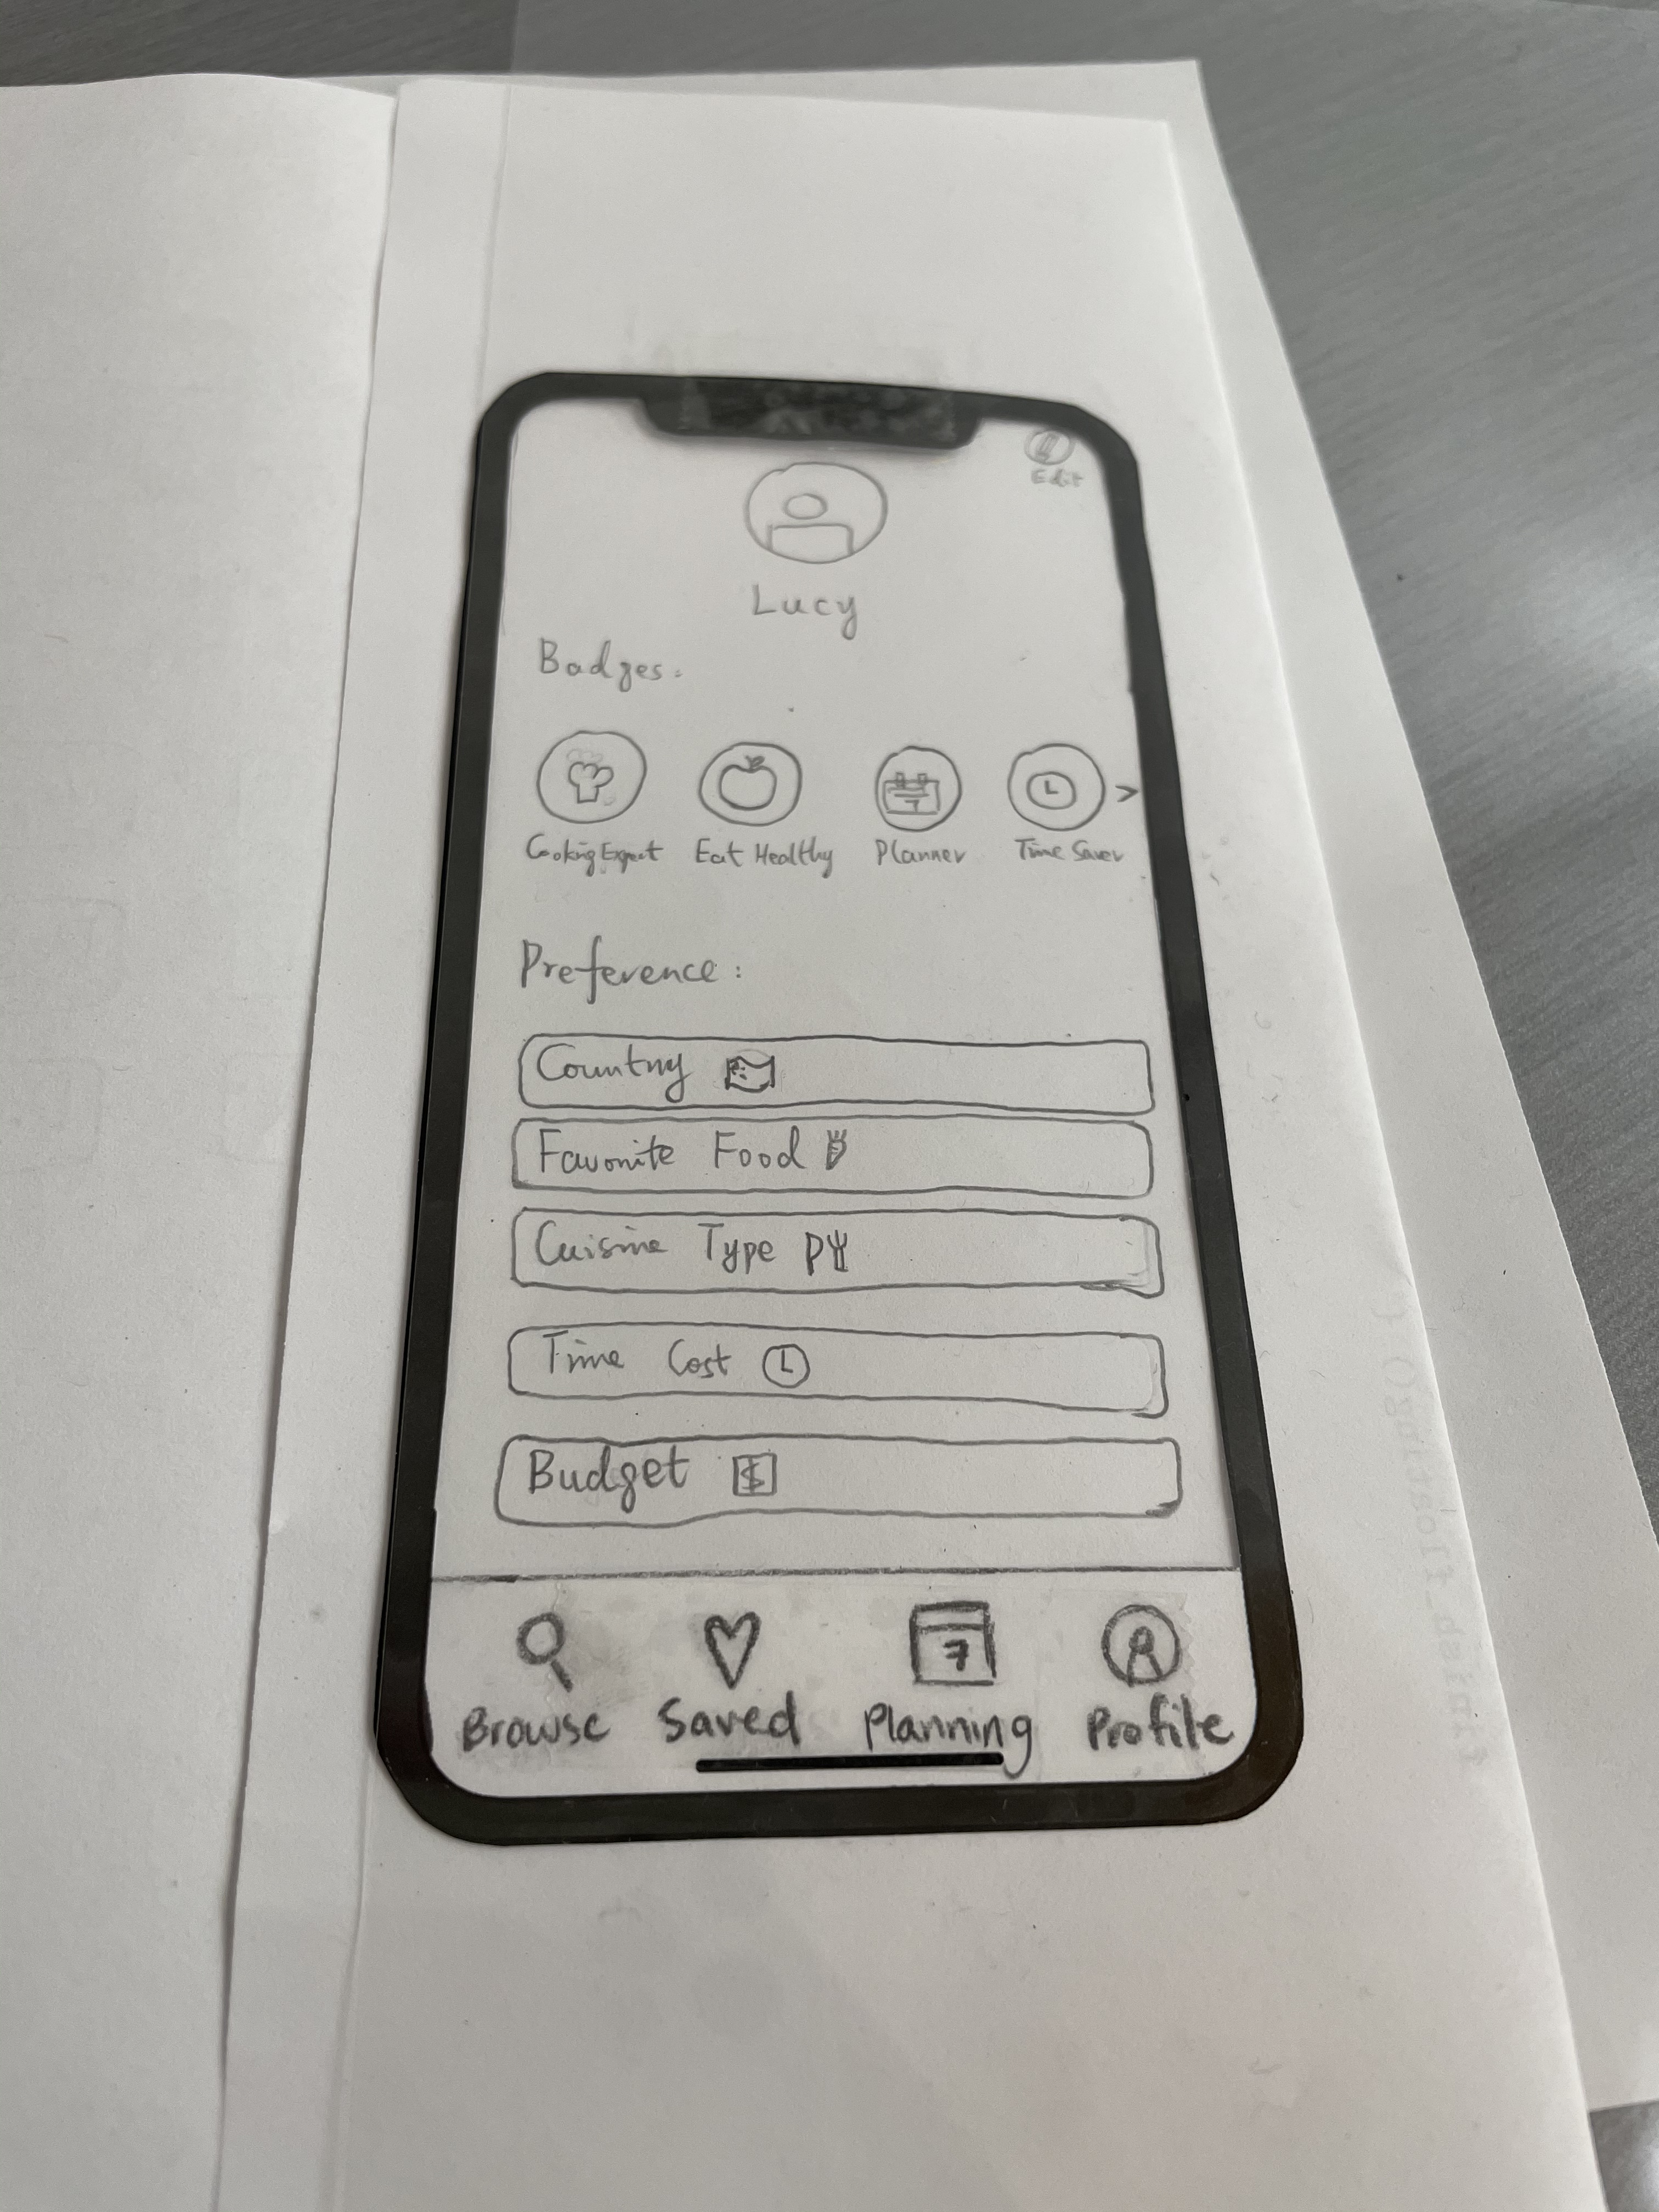 Edit
Lucy
Badges:
Cooking Expert Eat Healthy Planner Time Saver >
Preference:
Country
Favorite Food
Cuisine Type
Time Cost
Budget $
7
Browse Saved Planning Profile